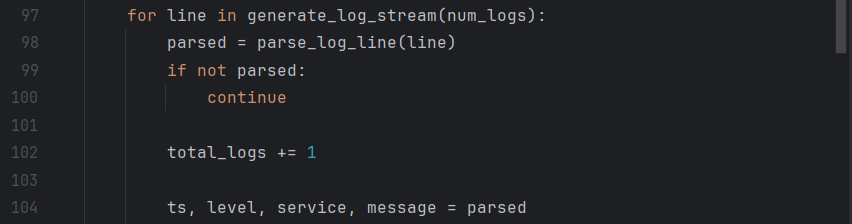 97 for line in generate_log_stream(num_logs):
98 parsed = parse_log_line(line)
99 if not parsed:
100 continue
101
102 total_logs += 1
103
104 ts, level, service, message = parsed